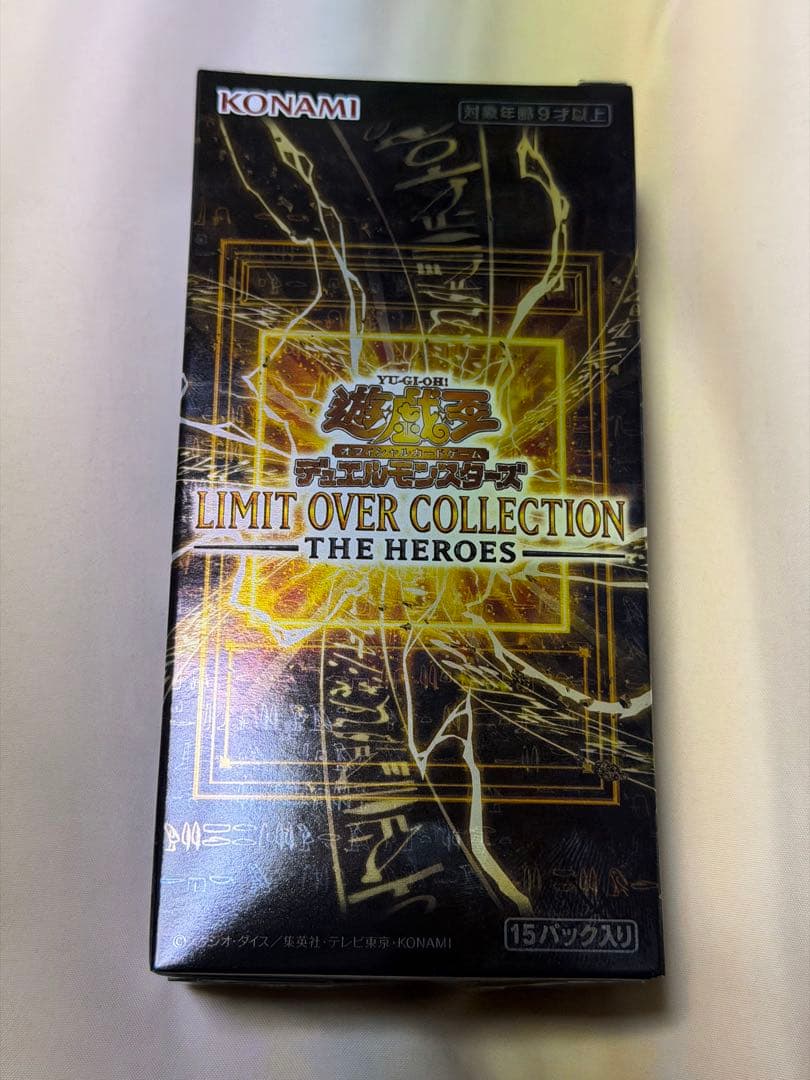 KONAMI
対象年齢9才以上
YU-GI-OH!
遊戯王
オフィシャルカードゲーム
デュエルモンスターズ
LIMIT OVER COLLECTION
THE HEROES
©スタジオ・ダイス/集英社・テレビ東京・KONAMI
15パック入り